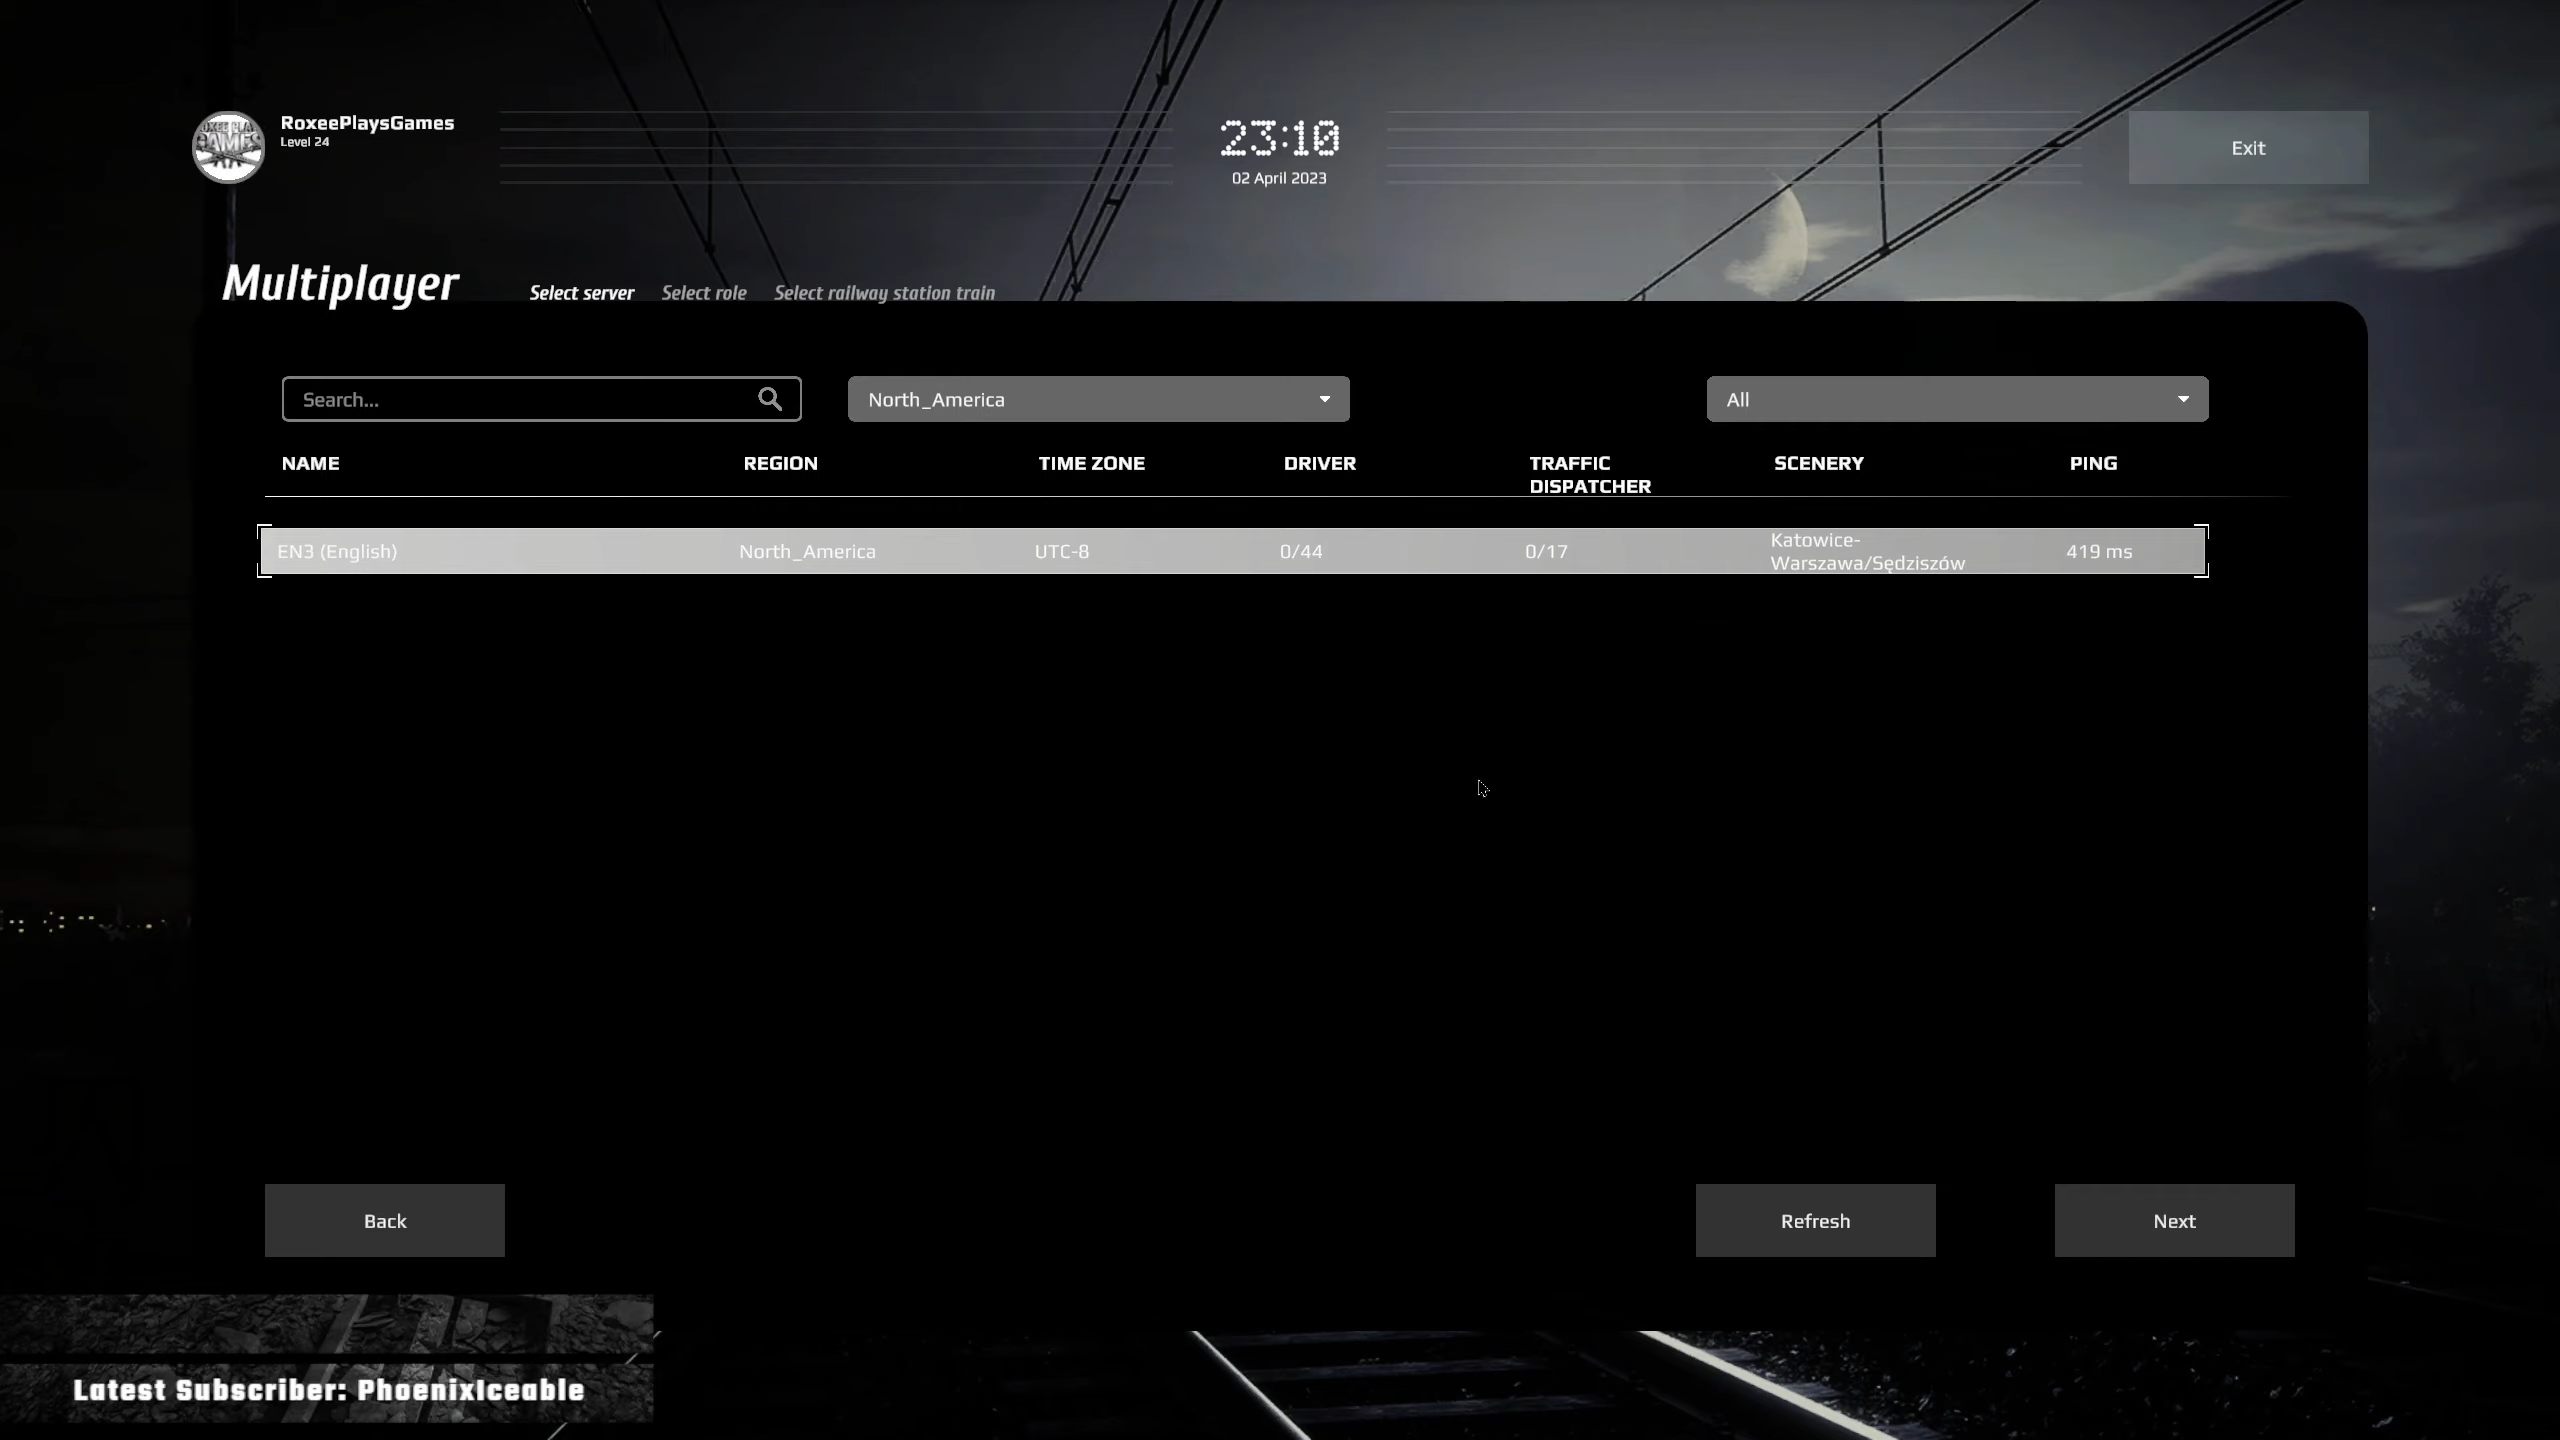 RoxeePlaysGames
Level 24
23:10
02 April 2023
Exit
Multiplayer
Select server
Select role
Select railway station train
Search...
North_America
All
NAME
REGION
TIME ZONE
DRIVER
TRAFFIC
DISPATCHER
SCENERY
PING
EN3 (English)
North_America
UTC-8
0/44
0/17
Katowice-
Warszawa/Sędziszów
419 ms
Back
Refresh
Next
Latest Subscriber: PhoenixIceable